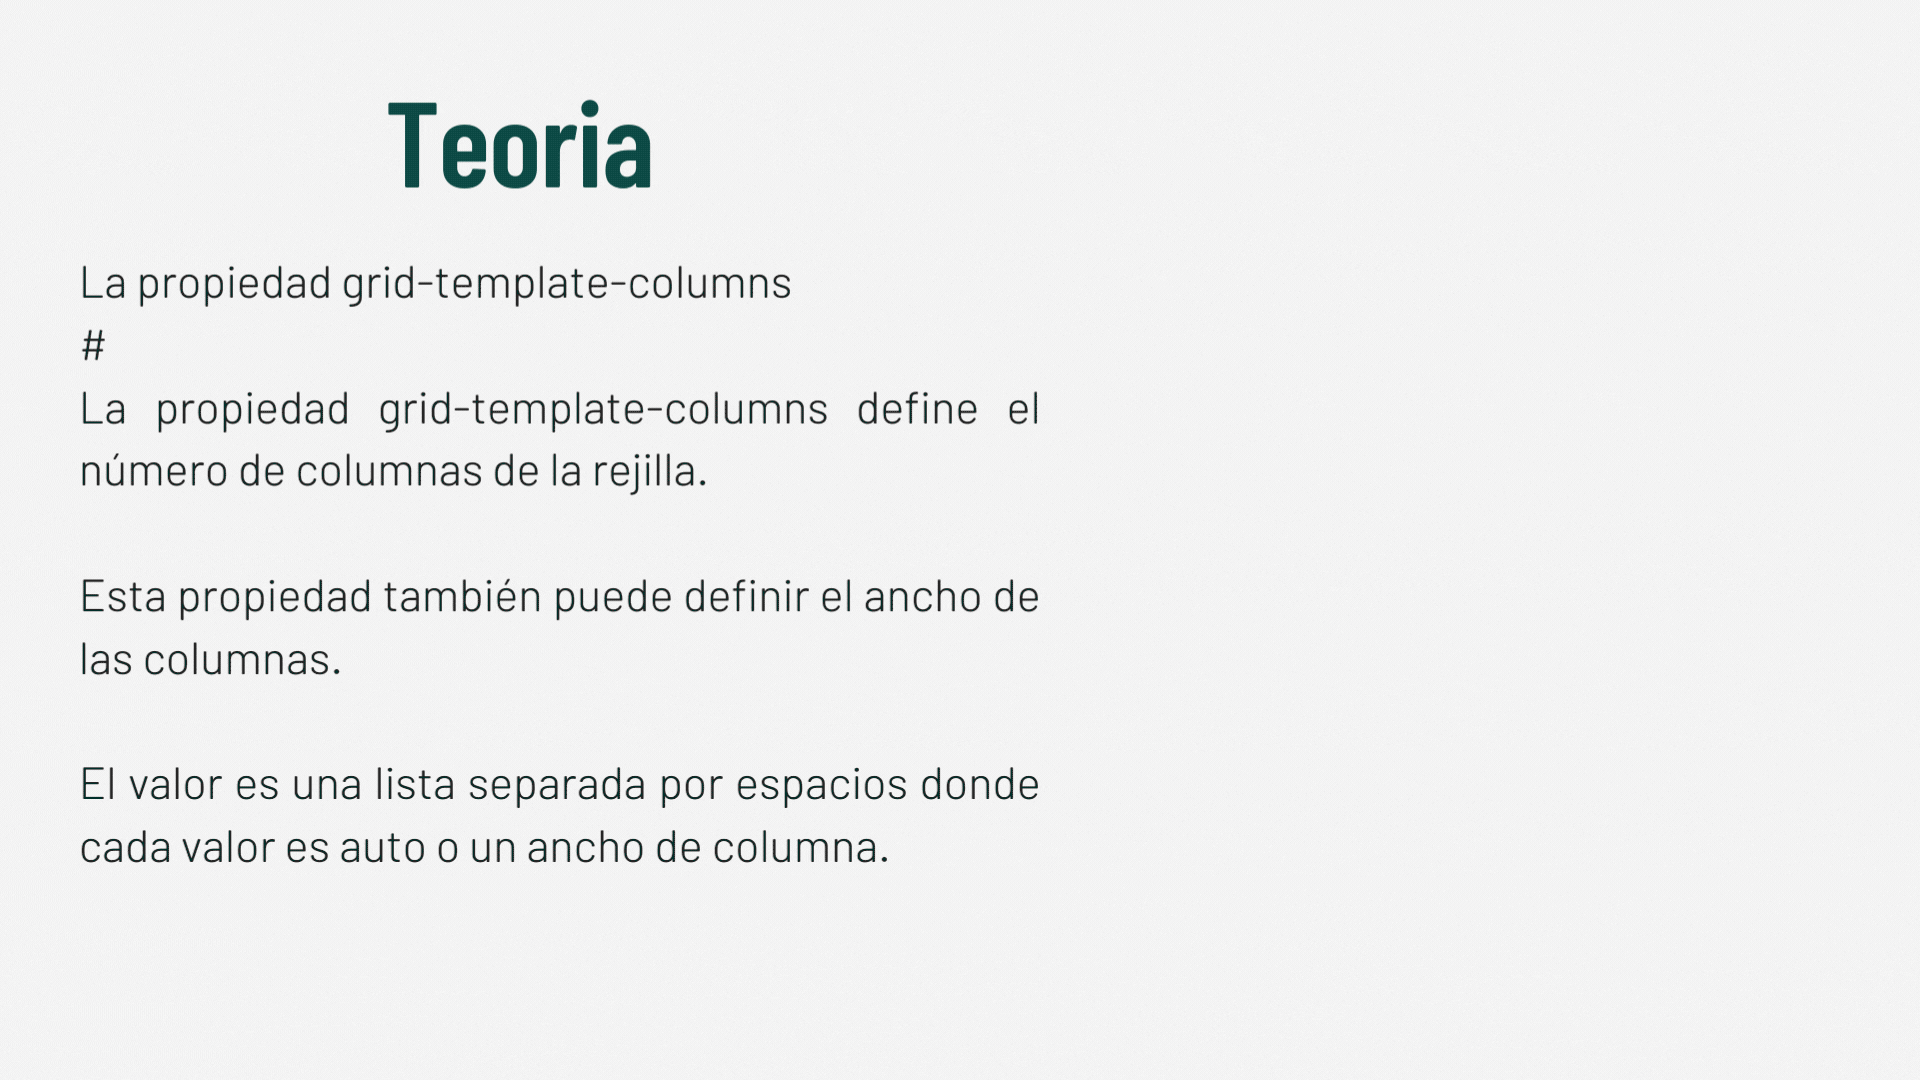 Teoria
La propiedad grid-template-columns
#
La propiedad grid-template-columns define el
número de columnas de la rejilla.
Esta propiedad también puede definir el ancho de
las columnas.
El valor es una lista separada por espacios donde
cada valor es auto o un ancho de columna.